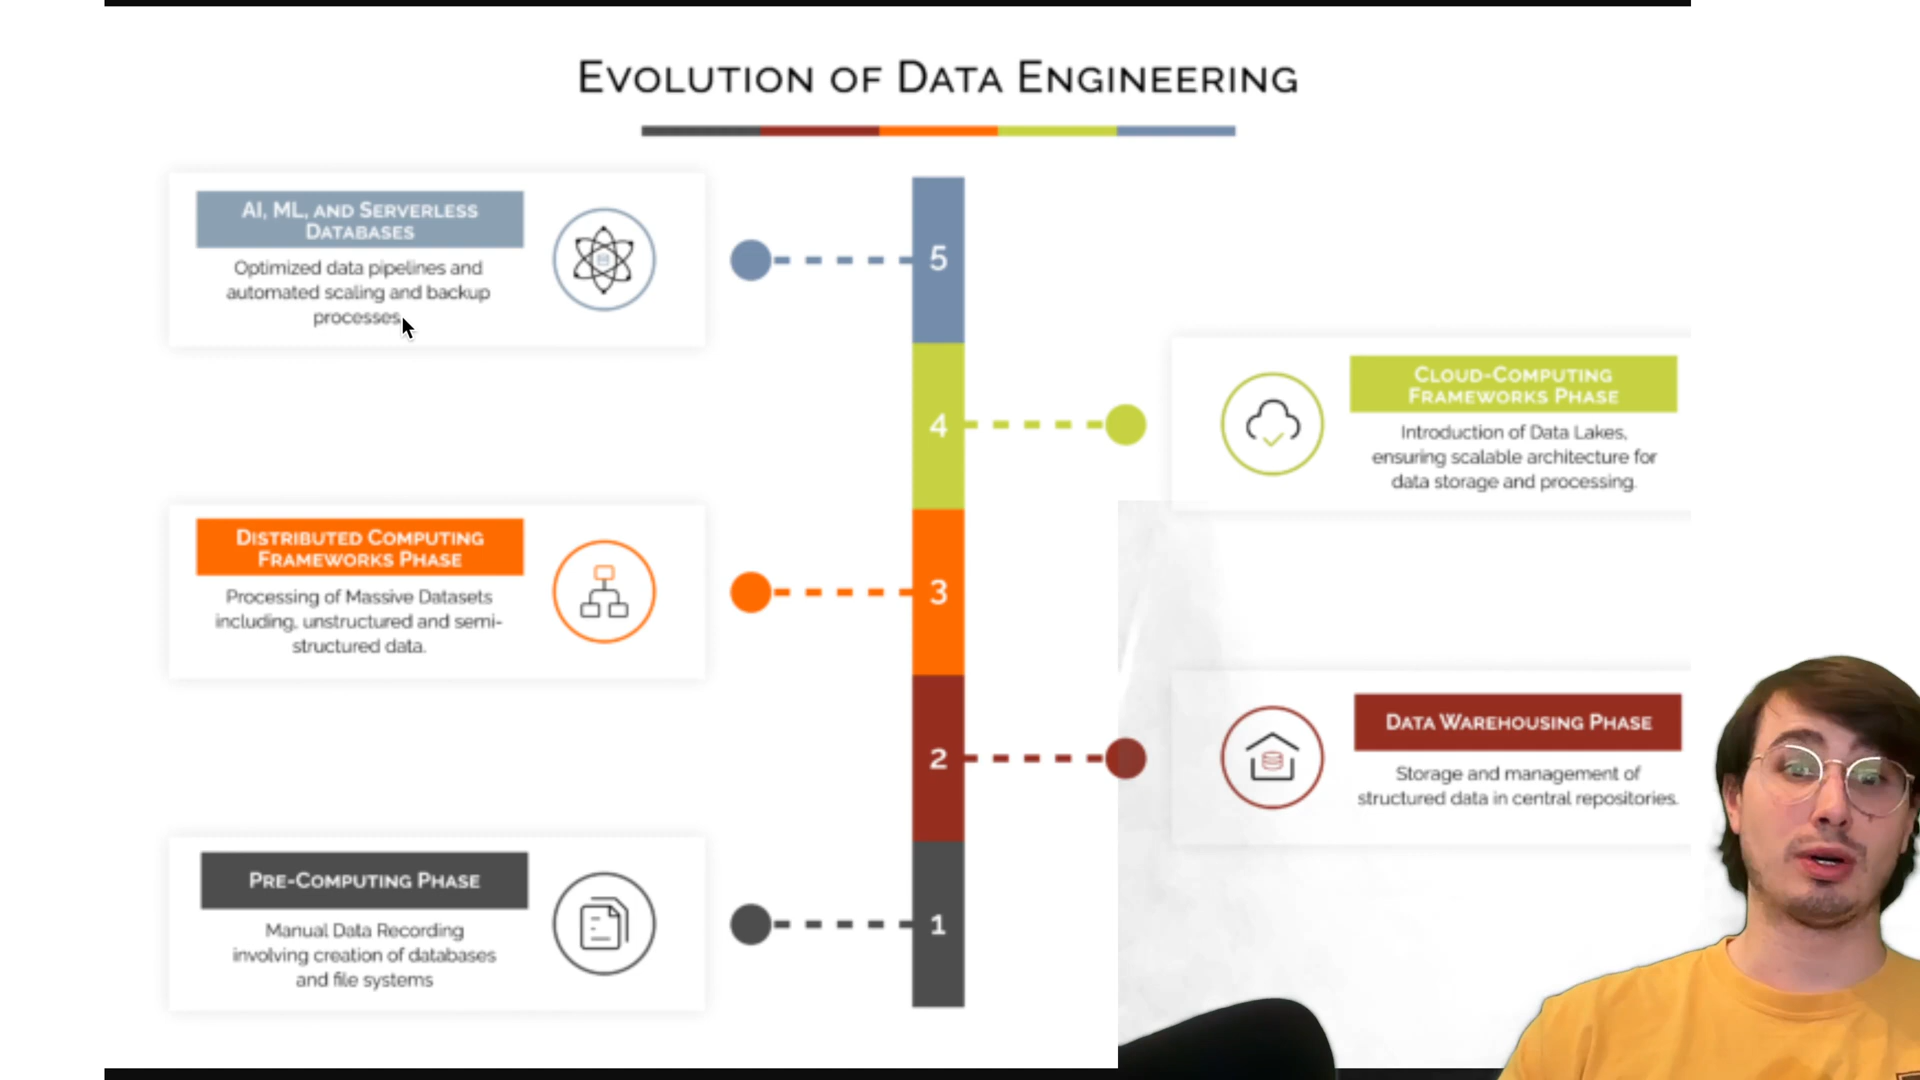 Evolution of Data Engineering
AI, ML, and Serverless
Databases
Optimized data pipelines and
automated scaling and backup
processes.
5
4
Cloud-Computing
Frameworks Phase
Introduction of Data Lakes,
ensuring scalable architecture for
data storage and processing.
Distributed Computing
Frameworks Phase
Processing of Massive Datasets
including, unstructured and semi-
structured data.
3
2
Data Warehousing Phase
Storage and management of
structured data in central repositories.
Pre-Computing Phase
Manual Data Recording
involving creation of databases
and file systems
1